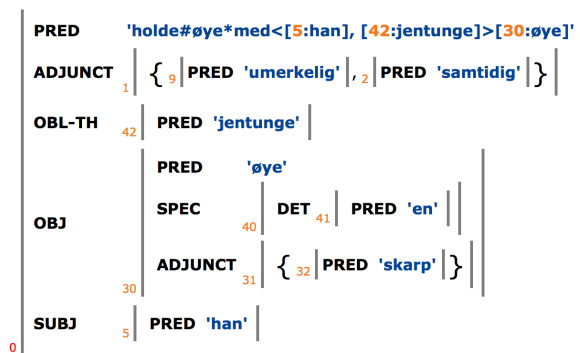 PRED 'holde#øye*med<[5:han], [42:jentunge]>[30:øye]'
ADJUNCT 1 { 9 PRED 'umerkelig' , 2 PRED 'samtidig' }
OBL-TH 42 PRED 'jentunge'
PRED 'øye'
SPEC 40 DET 41 PRED 'en'
OBJ
ADJUNCT 31 { 32 PRED 'skarp' }
30
SUBJ 5 PRED 'han'
0